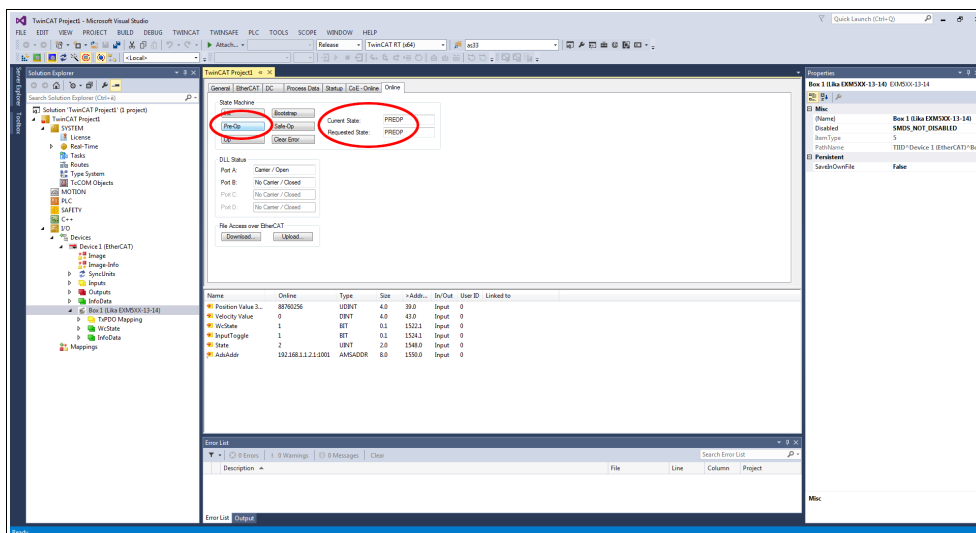 TwinCAT Project1 - Microsoft Visual Studio
Quick Launch (Ctrl+Q)
FILE EDIT VIEW PROJECT BUILD DEBUG TWINCAT TWINSAFE PLC TOOLS SCOPE WINDOW HELP
Attach... Release TwinCAT RT (x64) as33
<Local>
Server Explorer
Toolbox
Solution Explorer
Search Solution Explorer (Ctrl+è)
Solution 'TwinCAT Project1' (1 project)
TwinCAT Project1
SYSTEM
License
Real-Time
Tasks
Routes
Type System
TcCOM Objects
MOTION
PLC
SAFETY
C++
I/O
Devices
Device 1 (EtherCAT)
Image
Image-Info
SyncUnits
Inputs
Outputs
InfoData
Box 1 (Lika EXM5XX-13-14)
TxPDO Mapping
WcState
InfoData
Mappings
TwinCAT Project1
General EtherCAT DC Process Data Startup CoE - Online Online
State Machine
Bootstrap
Pre-Op Safe-Op
Op Clear Error
Current State: PREOP
Requested State: PREOP
DLL Status
Port A: Carrier / Open
Port B: No Carrier / Closed
Port C: No Carrier / Closed
Port D: No Carrier / Closed
File Access over EtherCAT
Download... Upload...
Name Online Type Size >Addr... In/Out User ID Linked to
Position Value 3... 88760256 UDINT 4.0 39.0 Input 0
Velocity Value 0 DINT 4.0 43.0 Input 0
WcState 1 BIT 0.1 1522.1 Input 0
InputToggle 1 BIT 0.1 1524.1 Input 0
State 2 UINT 2.0 1548.0 Input 0
AdsAddr 192.168.1.1.2.1:1001 AMSADDR 8.0 1550.0 Input 0
Error List
0 Errors 0 Warnings 0 Messages Clear
Search Error List
Description File Line Column Project
Error List Output
Properties
Box 1 (Lika EXM5XX-13-14) EXM5XX-13-14
Misc
(Name) Box 1 (Lika EXM5XX-13-14)
Disabled SMDS_NOT_DISABLED
ItemType 5
PathName TIID^Device 1 (EtherCAT)^Bo
Persistent
SaveInOwnFile False
Misc
Ready